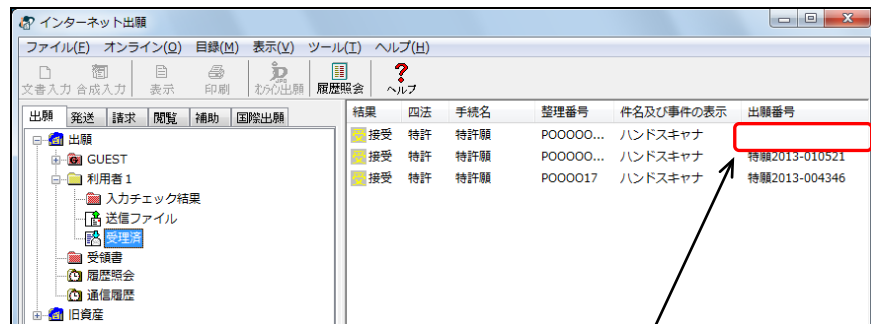 インターネット出願
ファイル(F) オンライン(O) 目録(M) 表示(V) ツール(T) ヘルプ(H)
文書入力 合成入力 表示 印刷 オンライン出願 履歴照会 ヘルプ
出願 発送 請求 閲覧 補助 国際出願
出願
GUEST
利用者1
入力チェック結果
送信ファイル
受理済
受領書
履歴照会
通信履歴
旧資産
結果 四法 手続名 整理番号 件名及び事件の表示 出願番号
接受 特許 特許願 P00000... ハンドスキャナ
接受 特許 特許願 P00000... ハンドスキャナ 特願2013-010521
接受 特許 特許願 P000017 ハンドスキャナ 特願2013-004346